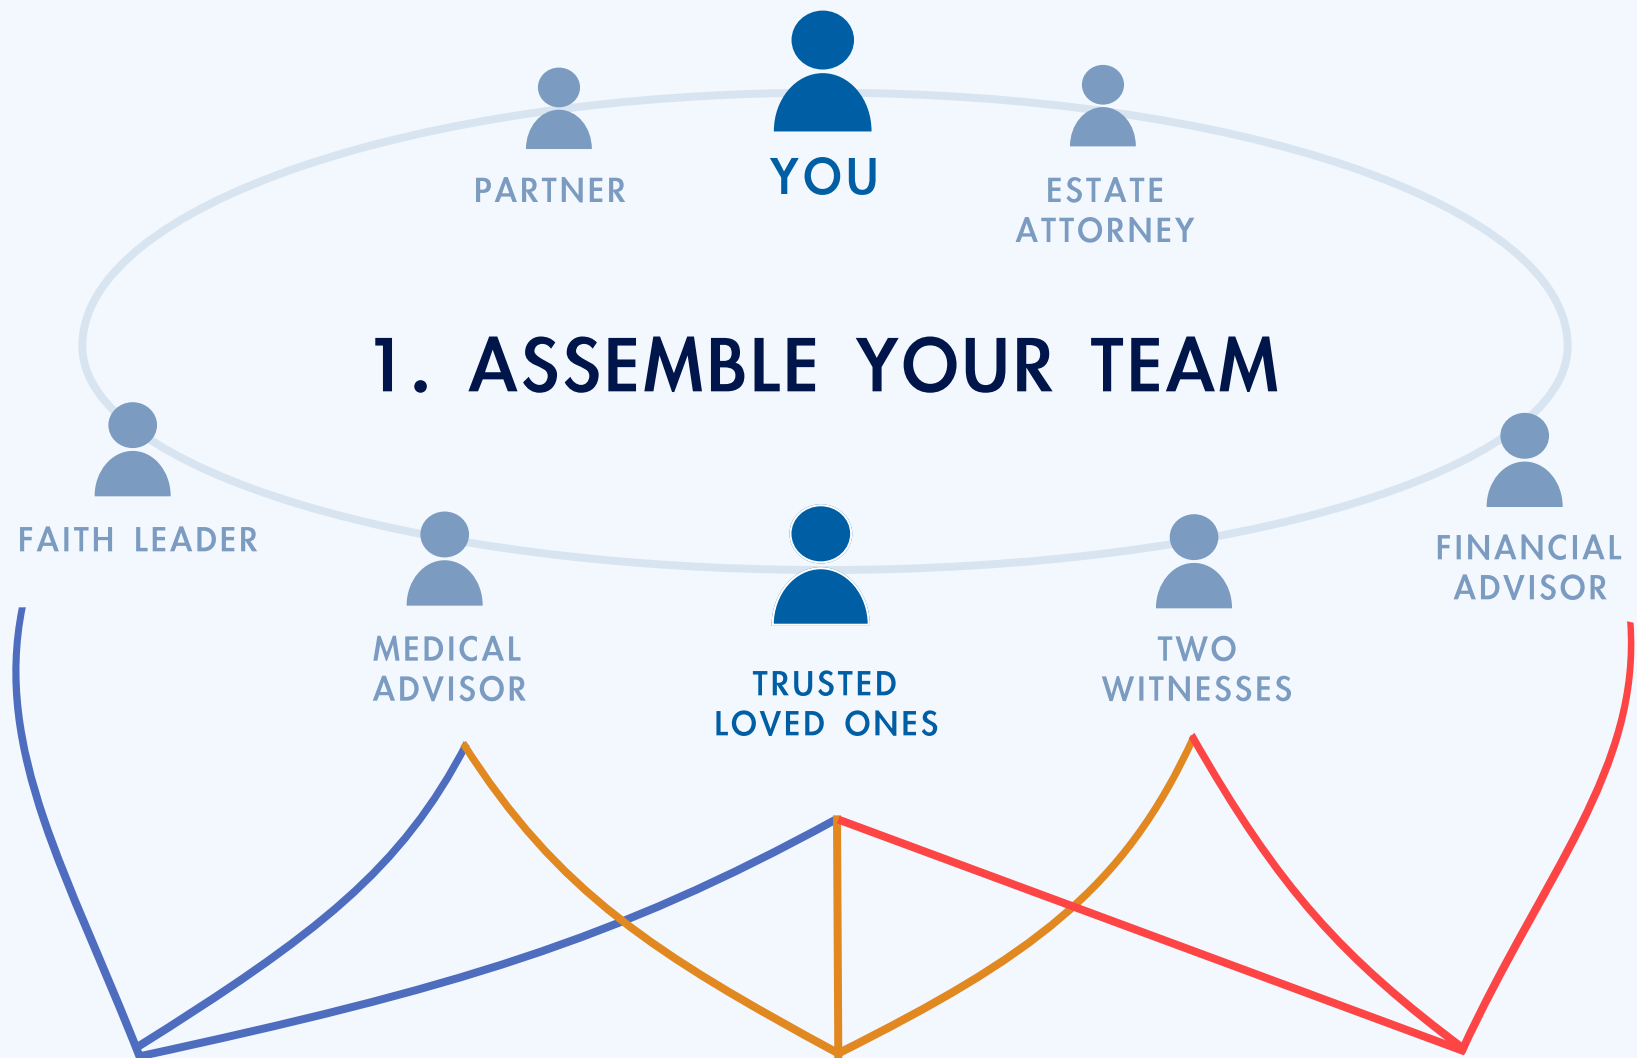 YOU
PARTNER
ESTATE
ATTORNEY
1. ASSEMBLE YOUR TEAM
FAITH LEADER
FINANCIAL
ADVISOR
MEDICAL
ADVISOR
TRUSTED
LOVED ONES
TWO
WITNESSES